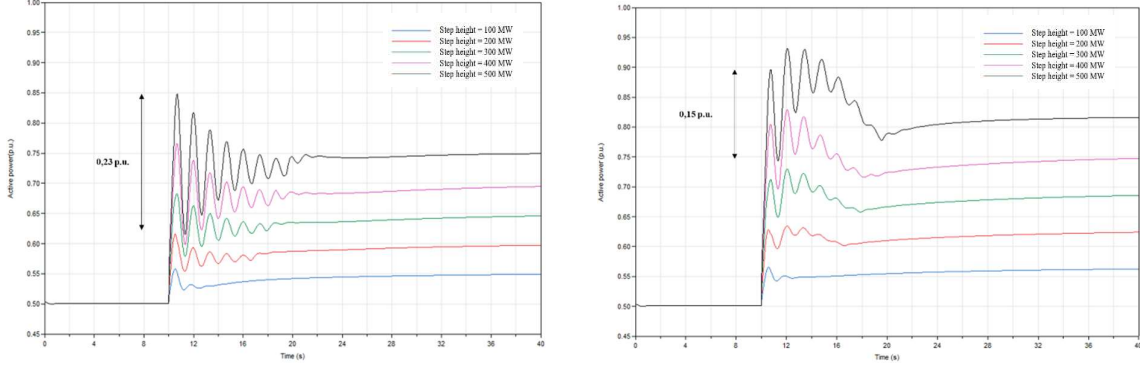 1.00
0.95
0.90
0.85
0.80
0.75
0.70
0.65
0.60
0.55
0.50
0.45
Active power(p.u.)
Step height = 100 MW
Step height = 200 MW
Step height = 300 MW
Step height = 400 MW
Step height = 500 MW
0,23 p.u.
0
4
8
12
16
20
24
28
32
36
40
Time (s)
1.00
0.95
0.90
0.85
0.80
0.75
0.70
0.65
0.60
0.55
0.50
0.45
Active power (p.u.)
Step height = 100 MW
Step height = 200 MW
Step height = 300 MW
Step height = 400 MW
Step height = 500 MW
0,15 p.u.
0
4
8
12
16
20
24
28
32
36
40
Time (s)